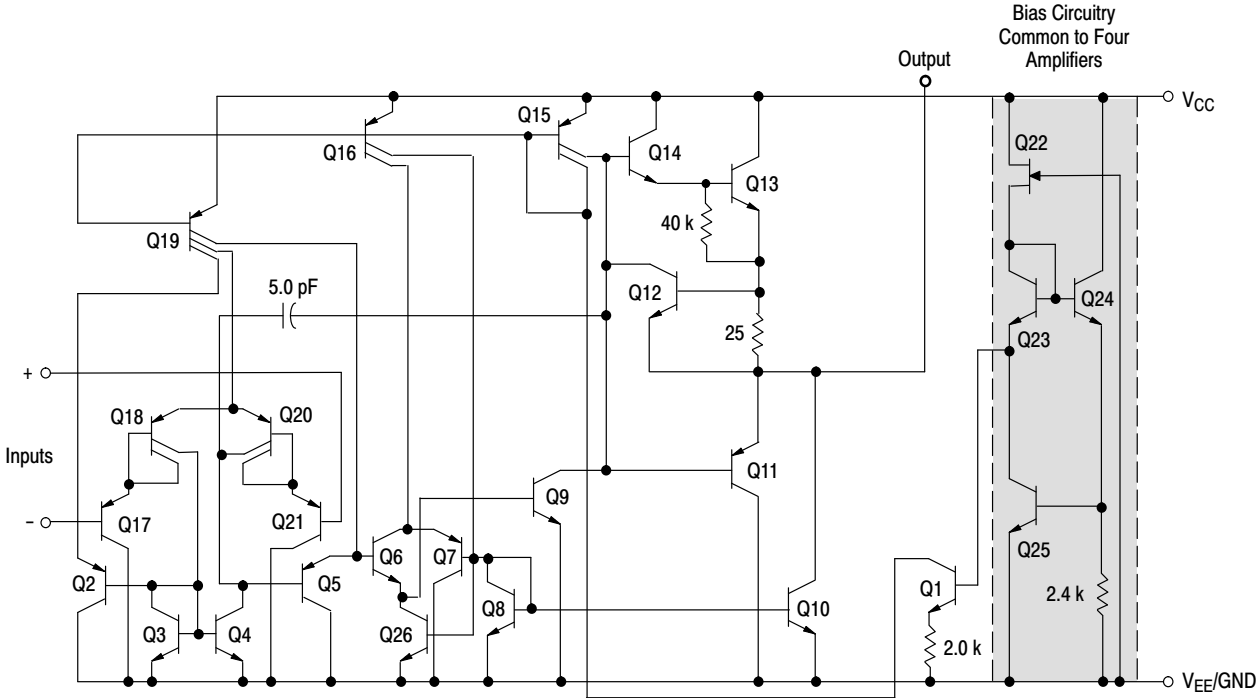 Bias Circuitry
Common to Four
Amplifiers
Output
V_CC
Q15
Q22
Q16
Q14
Q13
40 k
Q19
5.0 pF
Q12
Q24
25
Q23
+
Q18
Q20
Inputs
Q11
Q9
−
Q17
Q21
Q25
Q6
Q7
Q2
Q5
Q1
2.4 k
Q8
Q10
Q3
Q4
Q26
2.0 k
V_EE/GND